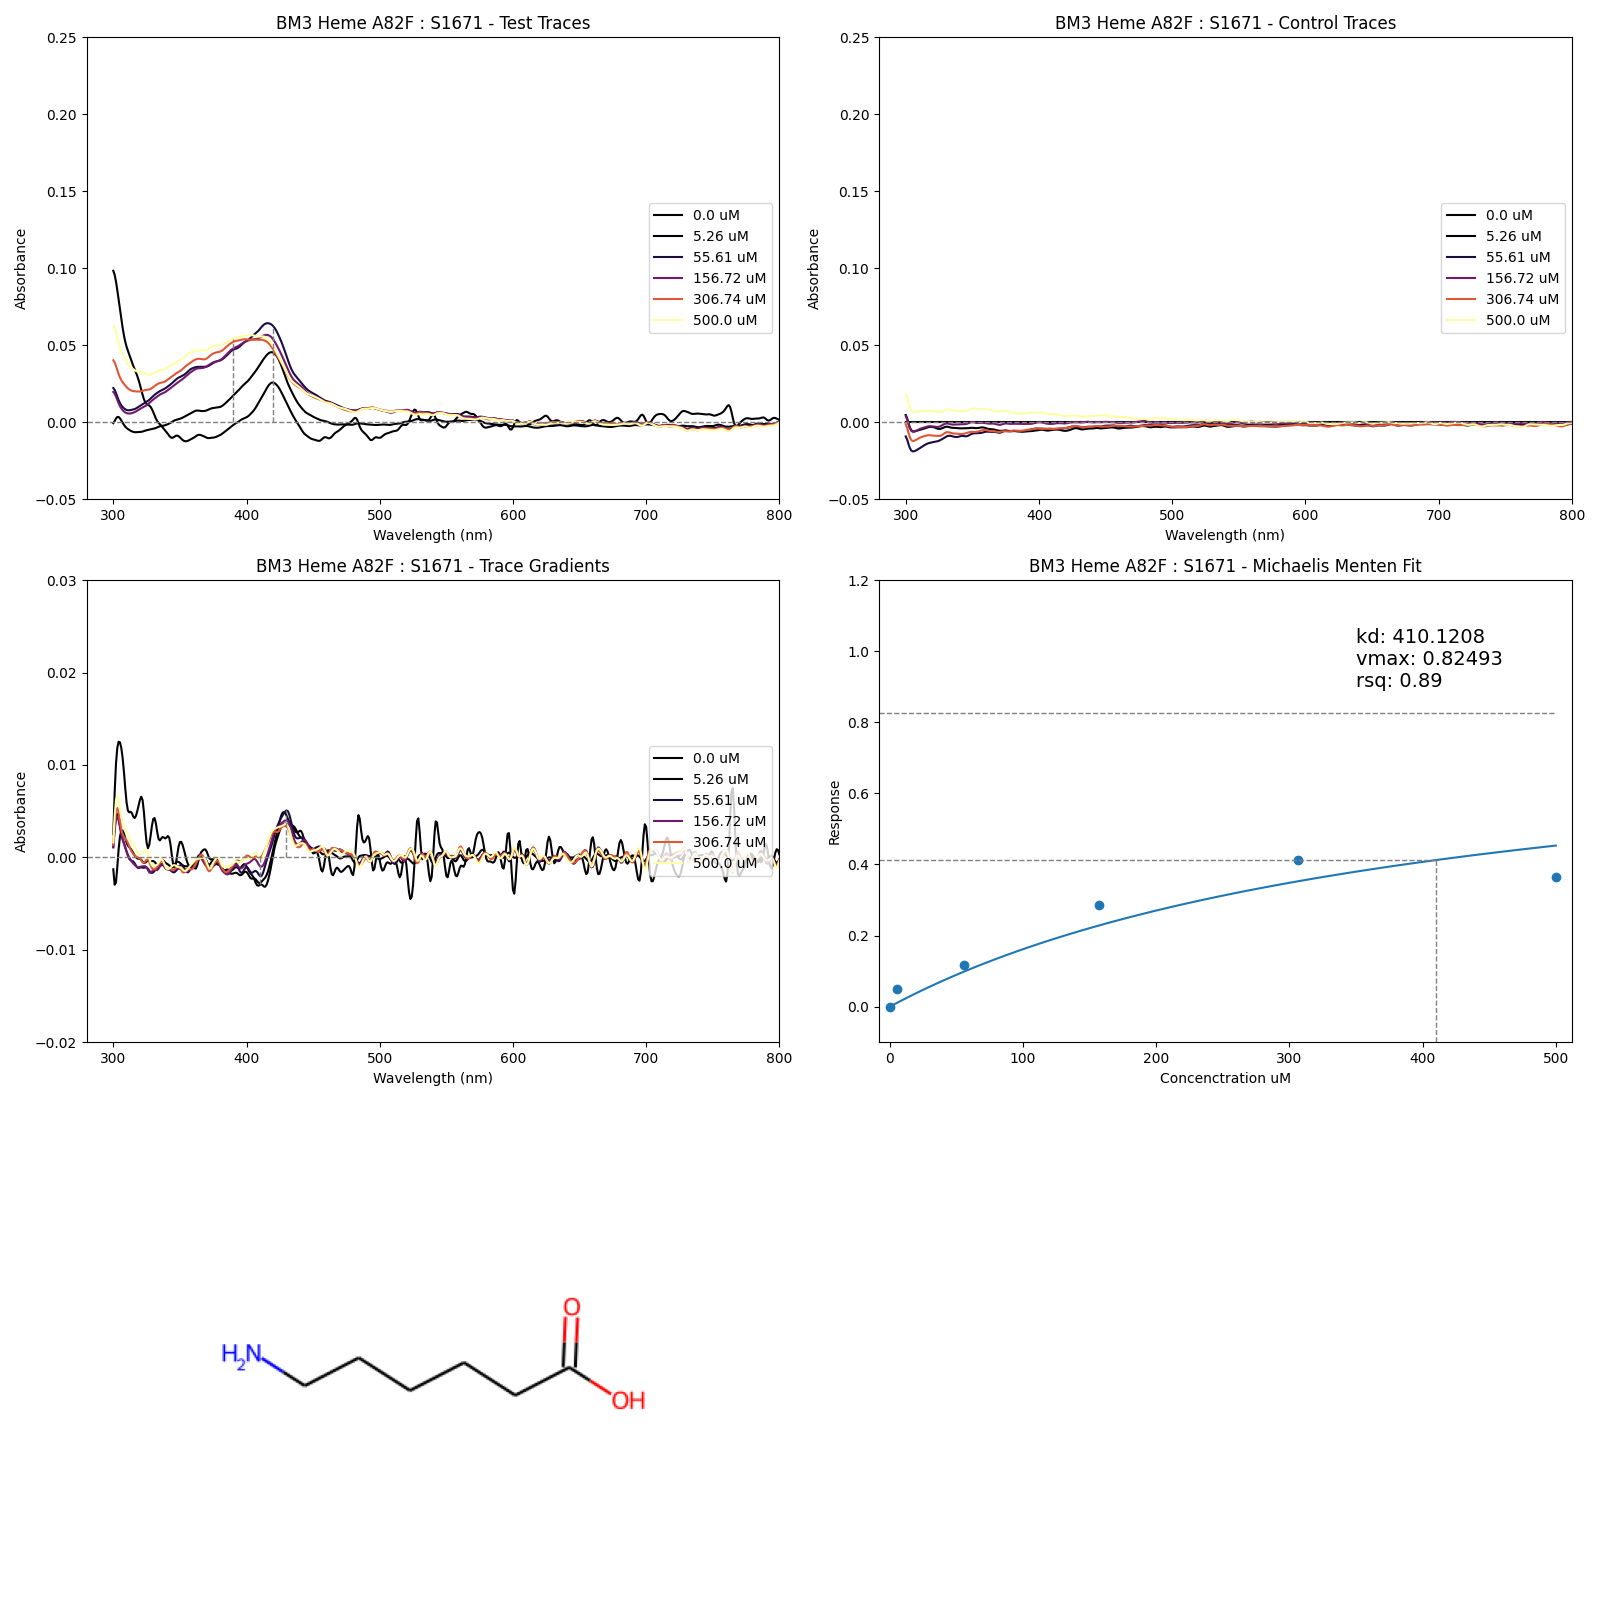 BM3 Heme A82F : S1671 - Test Traces
0.25
0.20
0.15
0.10
0.05
0.00
−0.05
Absorbance
300 400 500 600 700 800
Wavelength (nm)
0.0 uM
5.26 uM
55.61 uM
156.72 uM
306.74 uM
500.0 uM
BM3 Heme A82F : S1671 - Control Traces
0.25
0.20
0.15
0.10
0.05
0.00
−0.05
Absorbance
300 400 500 600 700 800
Wavelength (nm)
0.0 uM
5.26 uM
55.61 uM
156.72 uM
306.74 uM
500.0 uM
BM3 Heme A82F : S1671 - Trace Gradients
0.03
0.02
0.01
0.00
−0.01
−0.02
Absorbance
300 400 500 600 700 800
Wavelength (nm)
0.0 uM
5.26 uM
55.61 uM
156.72 uM
306.74 uM
500.0 uM
BM3 Heme A82F : S1671 - Michaelis Menten Fit
1.2
1.0
0.8
0.6
0.4
0.2
0.0
Response
0 100 200 300 400 500
Concenctration uM
kd: 410.1208
vmax: 0.82493
rsq: 0.89
O
H2N
OH